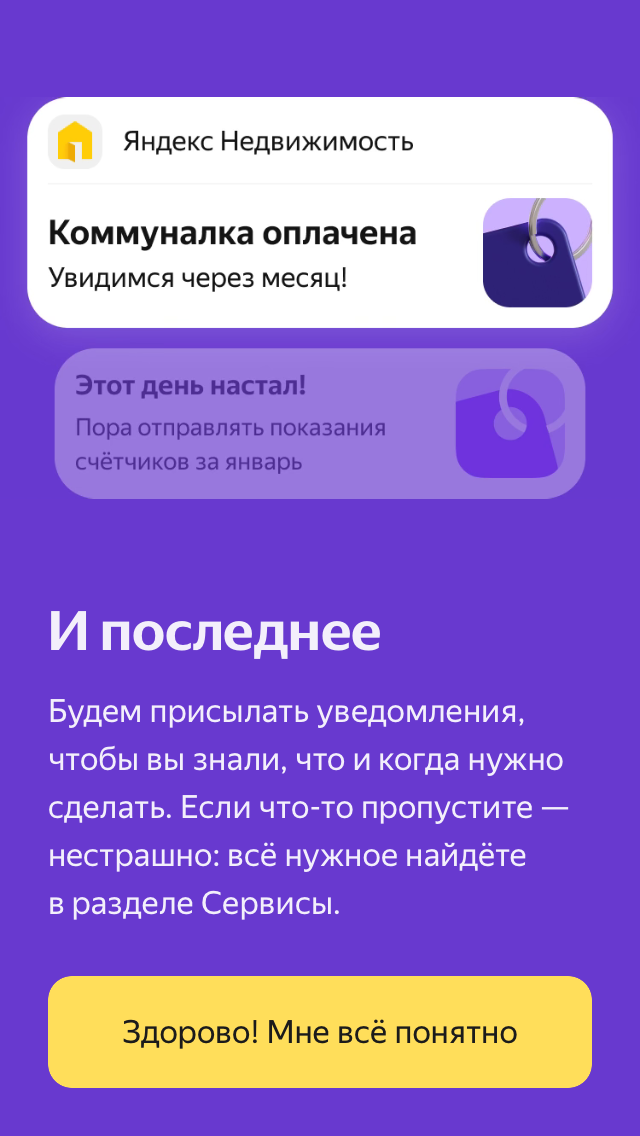 Яндекс Недвижимость
Коммуналка оплачена
Увидимся через месяц!
Этот день настал!
Пора отправлять показания
счётчиков за январь
И последнее
Будем присылать уведомления,
чтобы вы знали, что и когда нужно
сделать. Если что-то пропустите —
нестрашно: всё нужное найдёте
в разделе Сервисы.
Здорово! Мне всё понятно